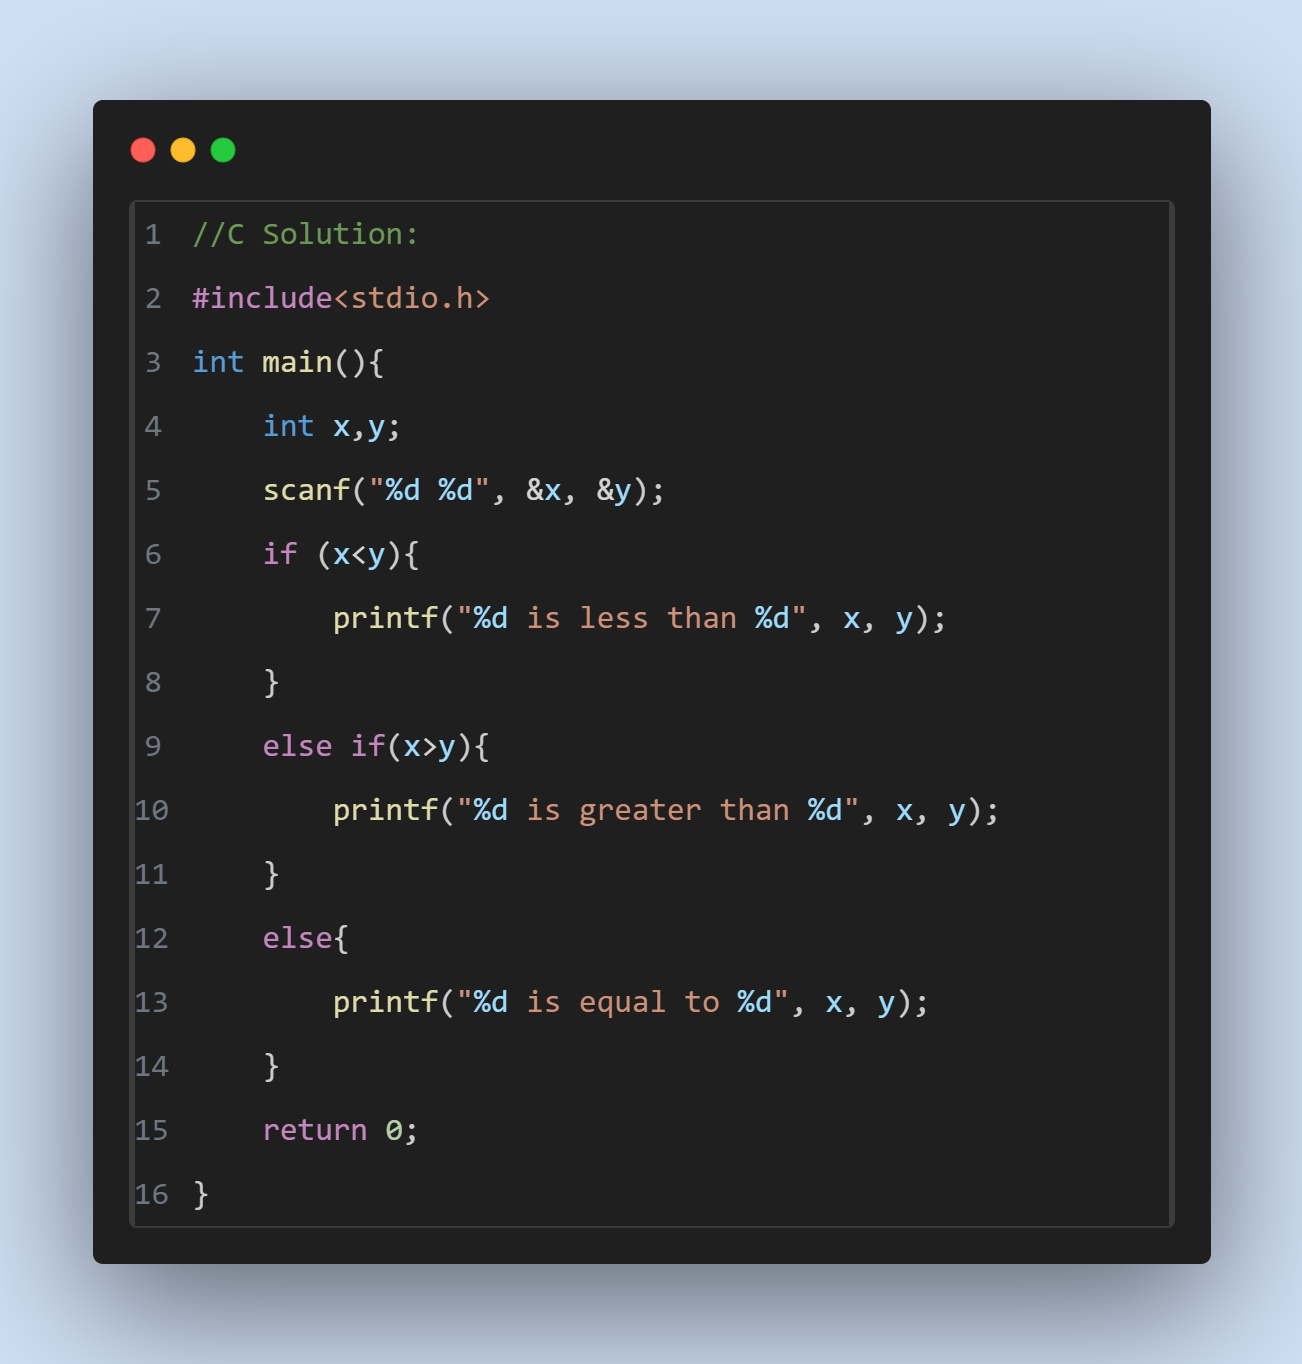 1 //C Solution:
2 #include<stdio.h>
3 int main(){
4     int x,y;
5     scanf("%d %d", &x, &y);
6     if (x<y){
7         printf("%d is less than %d", x, y);
8     }
9     else if(x>y){
10         printf("%d is greater than %d", x, y);
11     }
12     else{
13         printf("%d is equal to %d", x, y);
14     }
15     return 0;
16 }